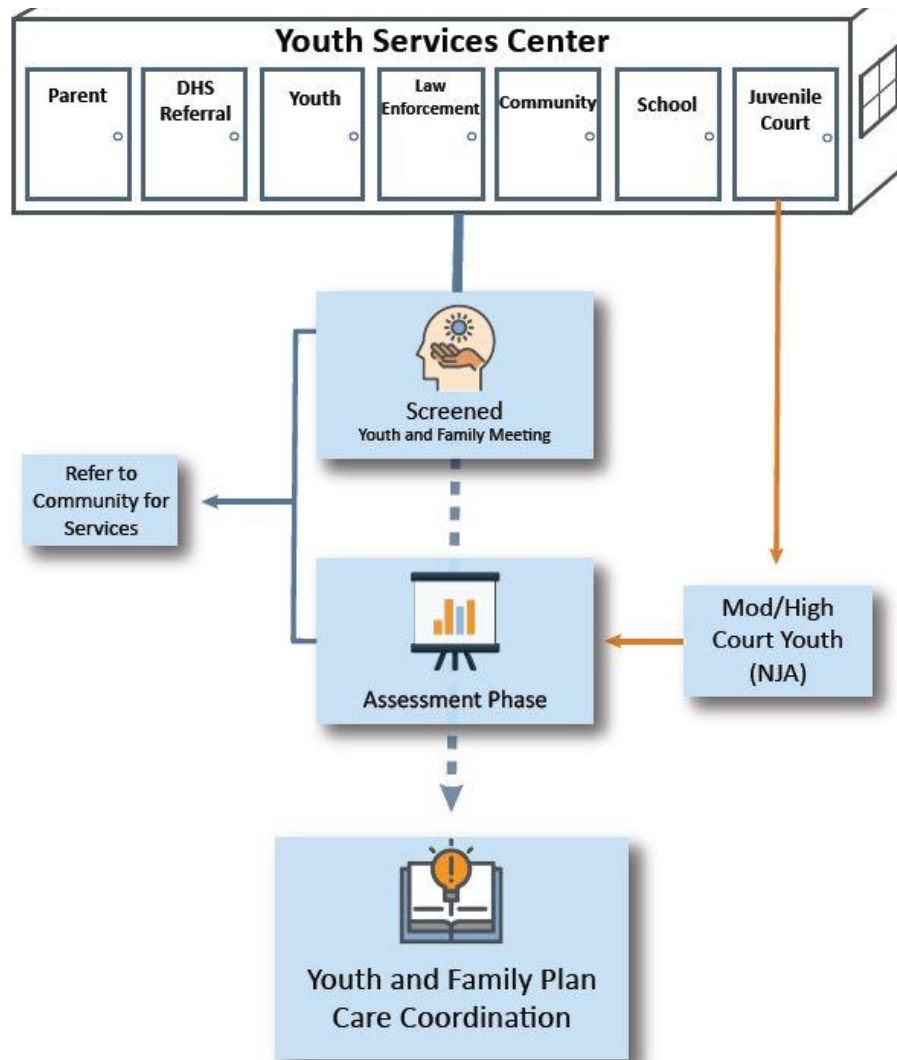 Youth Services Center
Parent
DHS
Referral
Youth
Law
Enforcement
Community
School
Juvenile
Court
Screened
Youth and Family Meeting
Refer to
Community for
Services
Assessment Phase
Mod/High
Court Youth
(NJA)
Youth and Family Plan
Care Coordination